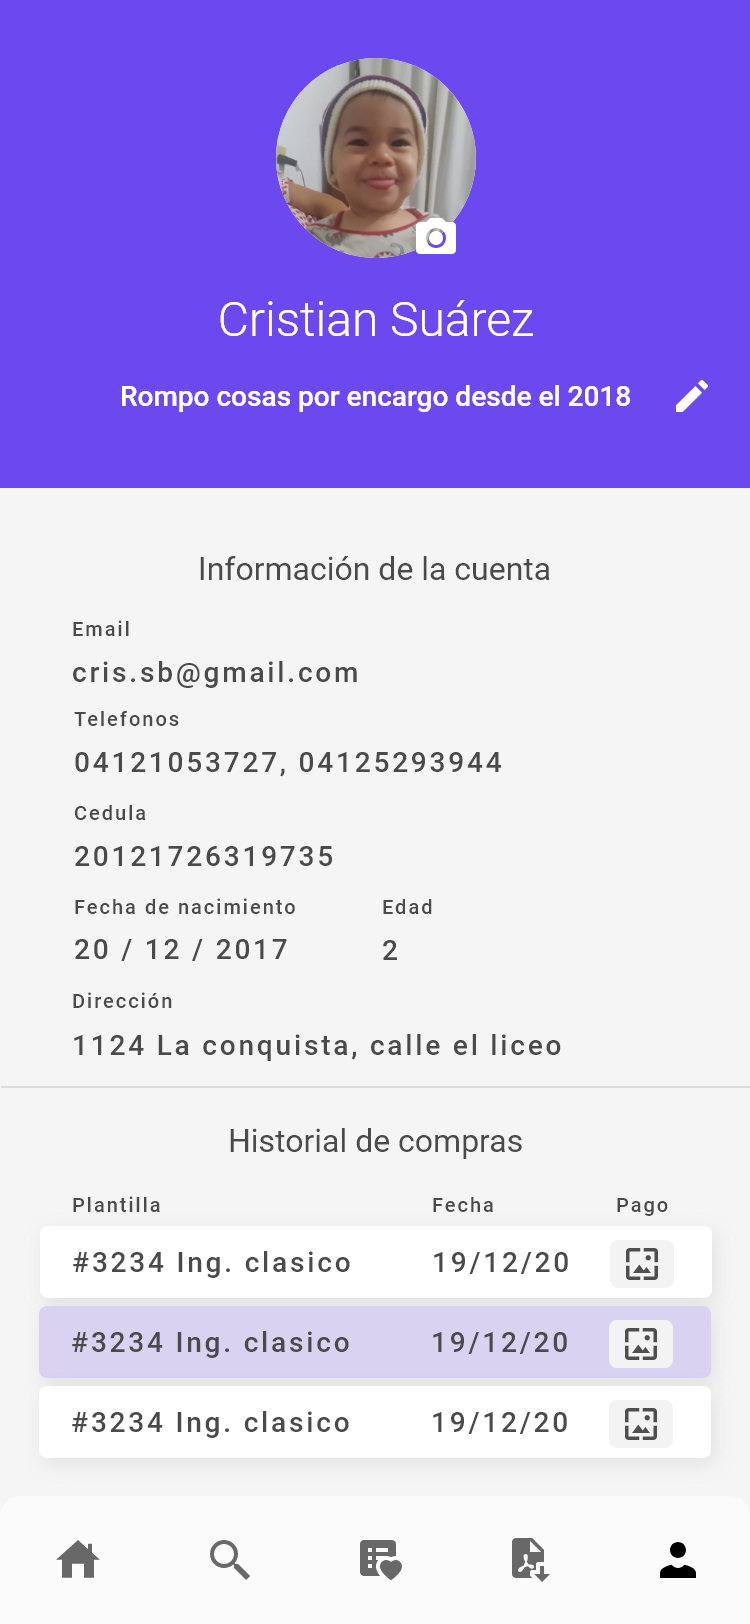 Cristian Suárez
Rompo cosas por encargo desde el 2018
Información de la cuenta
Email
cris.sb@gmail.com
Telefonos
04121053727, 04125293944
Cedula
20121726319735
Fecha de nacimiento Edad
20 / 12 / 2017 2
Dirección
1124 La conquista, calle el liceo
Historial de compras
Plantilla Fecha Pago
#3234 Ing. clasico 19/12/20
#3234 Ing. clasico 19/12/20
#3234 Ing. clasico 19/12/20